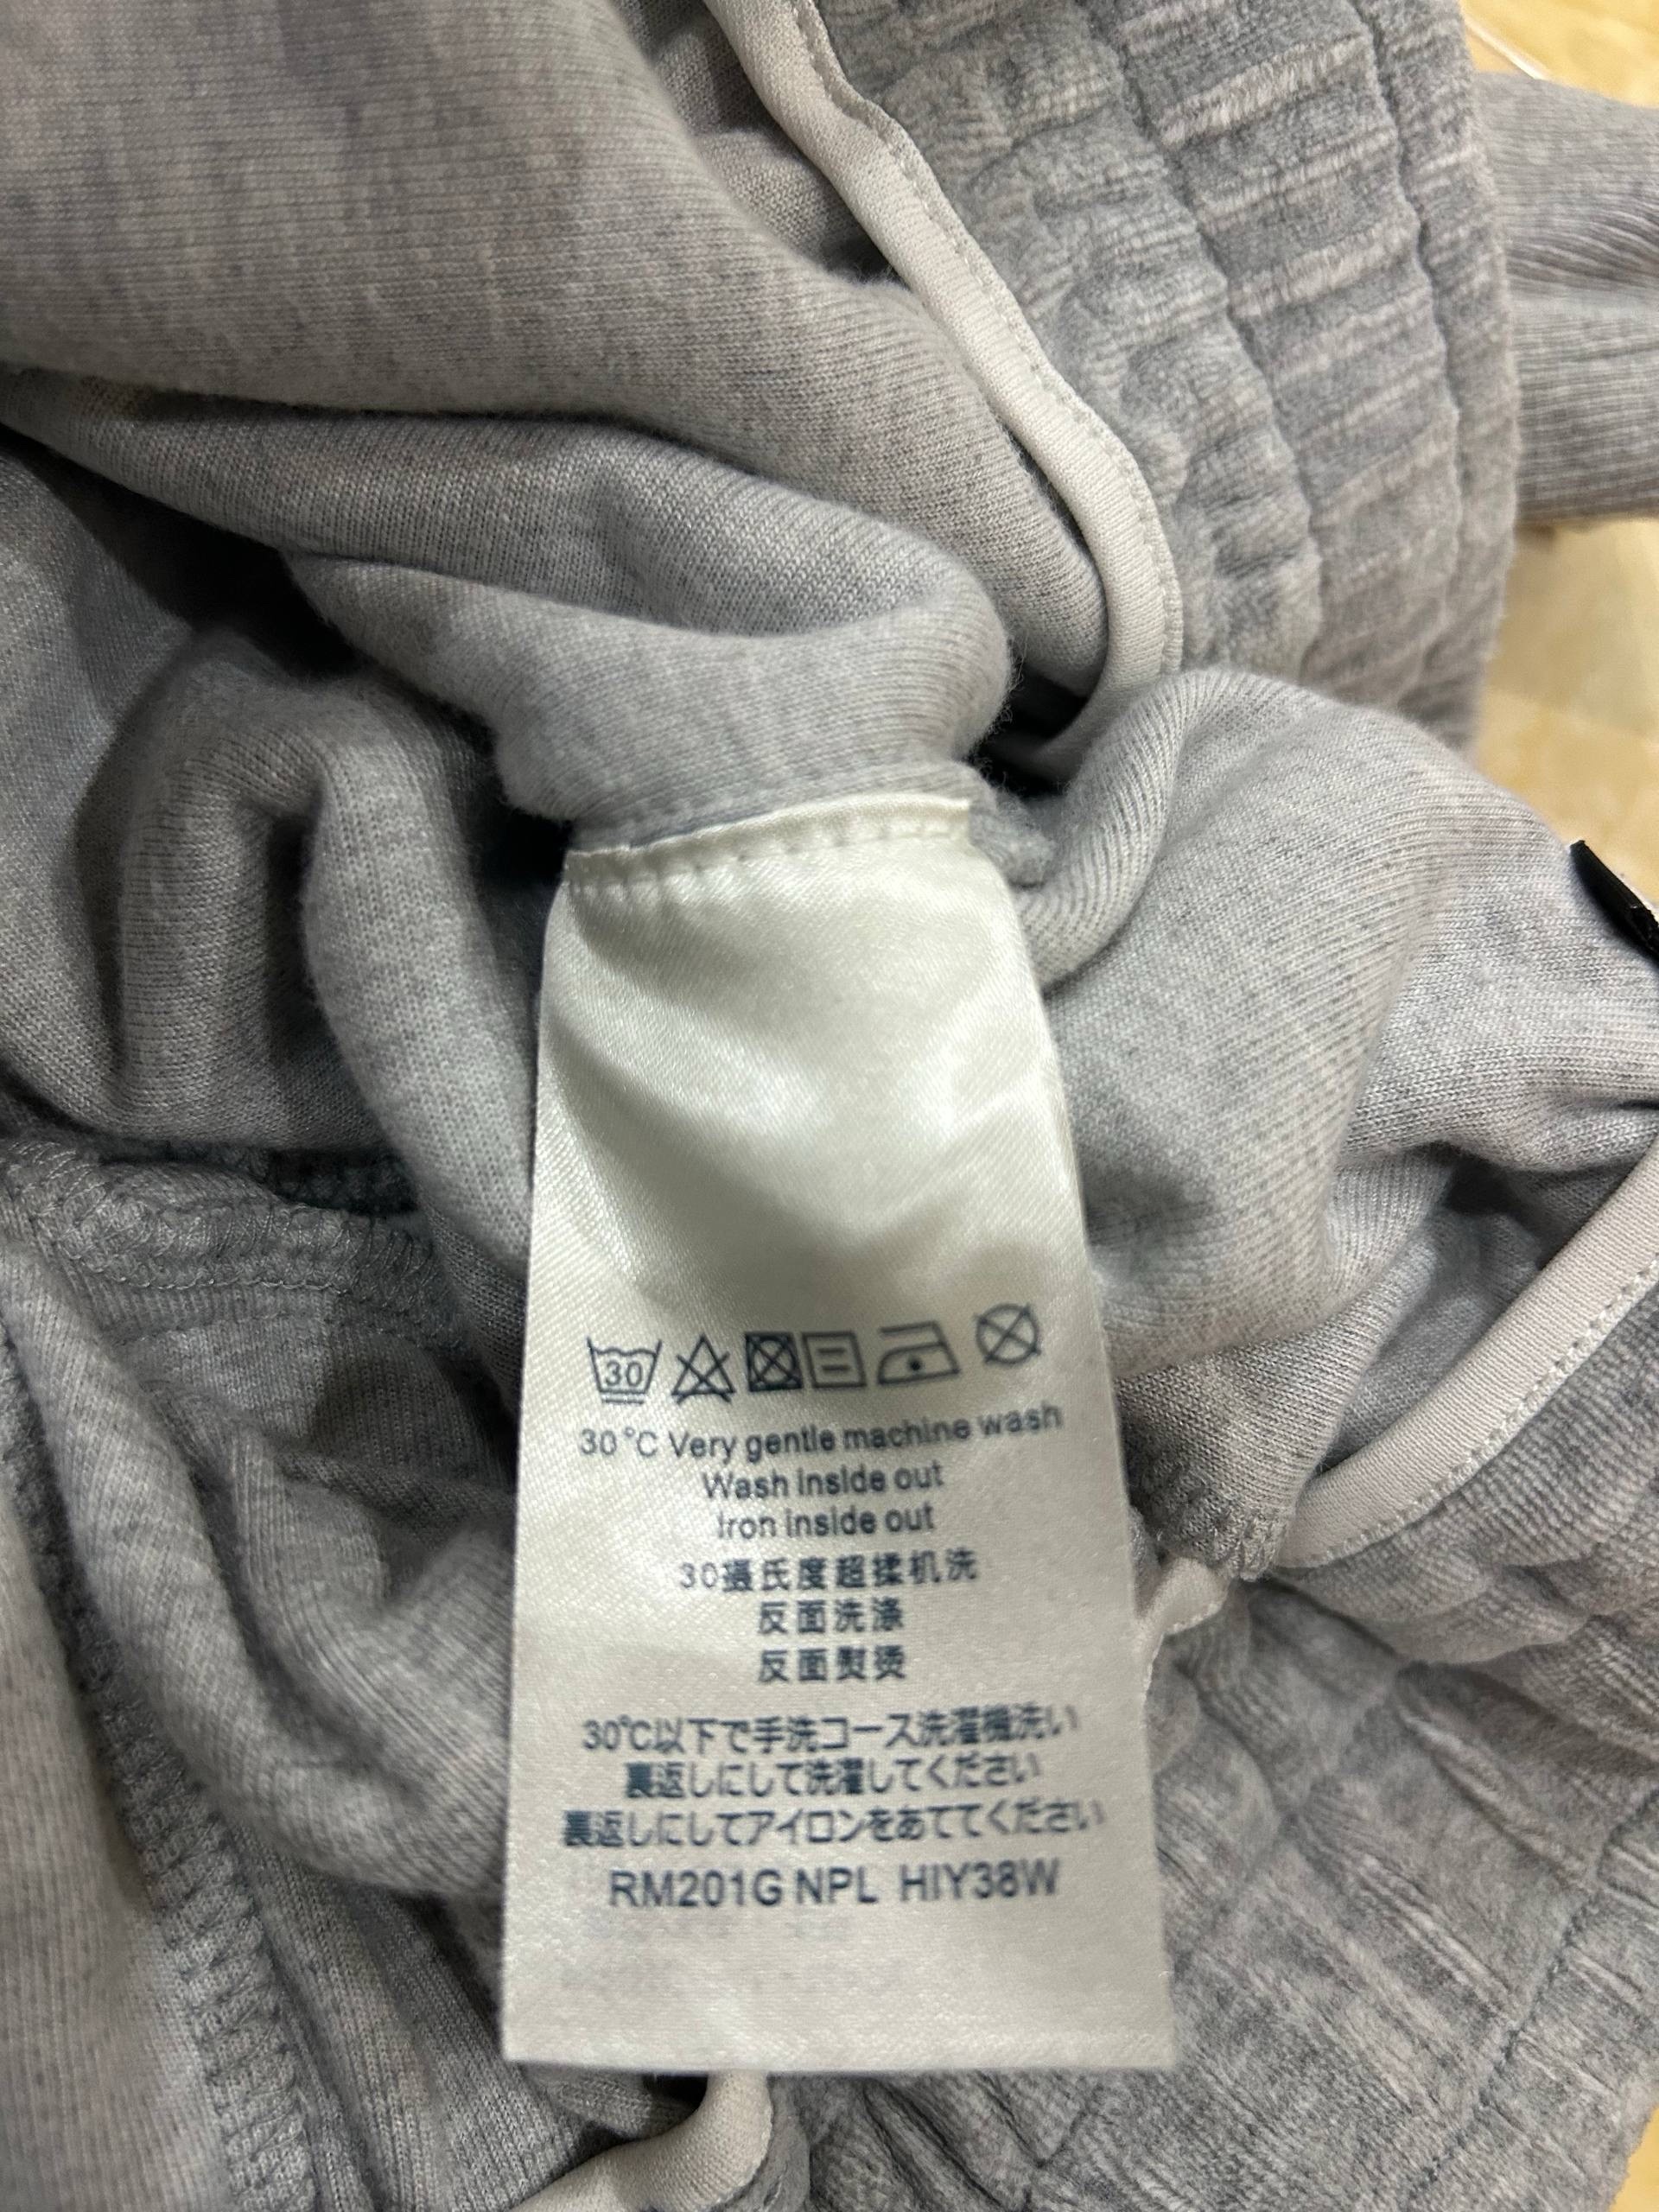 30
30°C Very gentle machine wash
Wash inside out
Iron inside out
30摄氏度超柔机洗
反面洗涤
反面熨烫
30℃以下で手洗コース洗濯機洗い
裏返しにして洗濯してください
裏返しにしてアイロンをあててください
RM201G NPL HIY38W